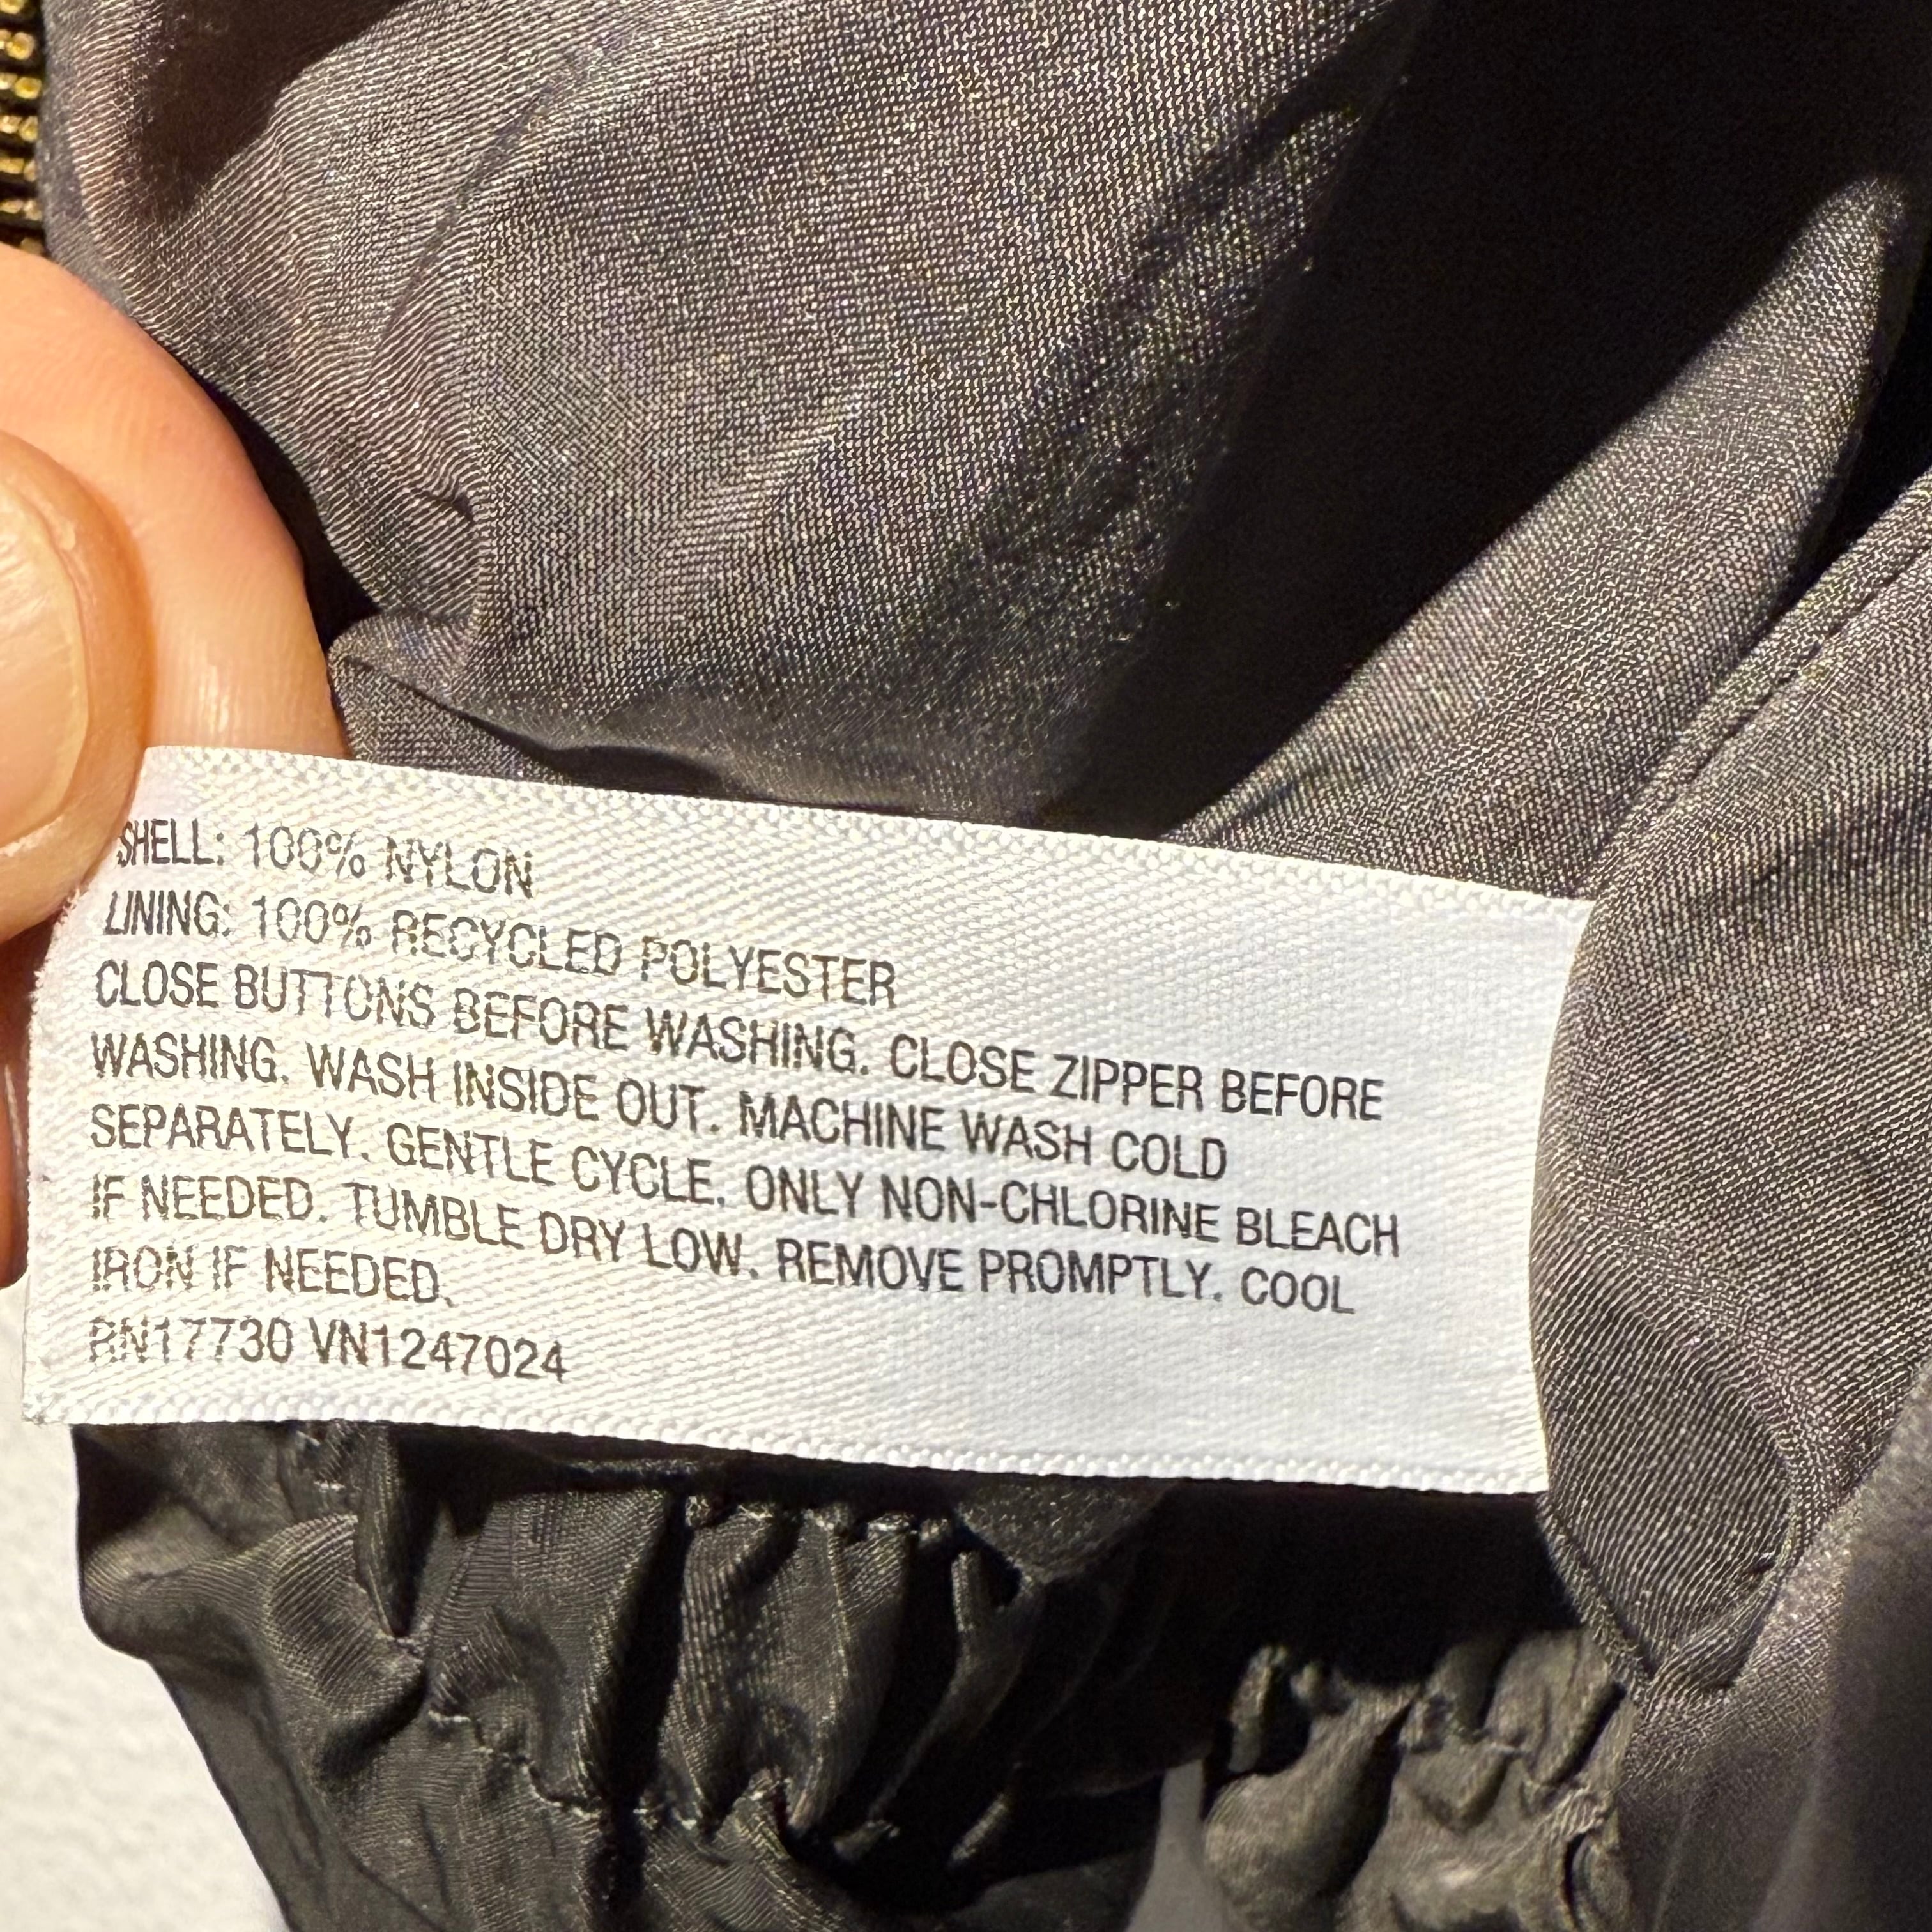 SHELL: 100% NYLON
LINING: 100% RECYCLED POLYESTER
CLOSE BUTTONS BEFORE WASHING. CLOSE ZIPPER BEFORE
WASHING. WASH INSIDE OUT. MACHINE WASH COLD
SEPARATELY. GENTLE CYCLE. ONLY NON-CHLORINE BLEACH
IF NEEDED. TUMBLE DRY LOW. REMOVE PROMPTLY. COOL
IRON IF NEEDED.
RN17730 VN1247024